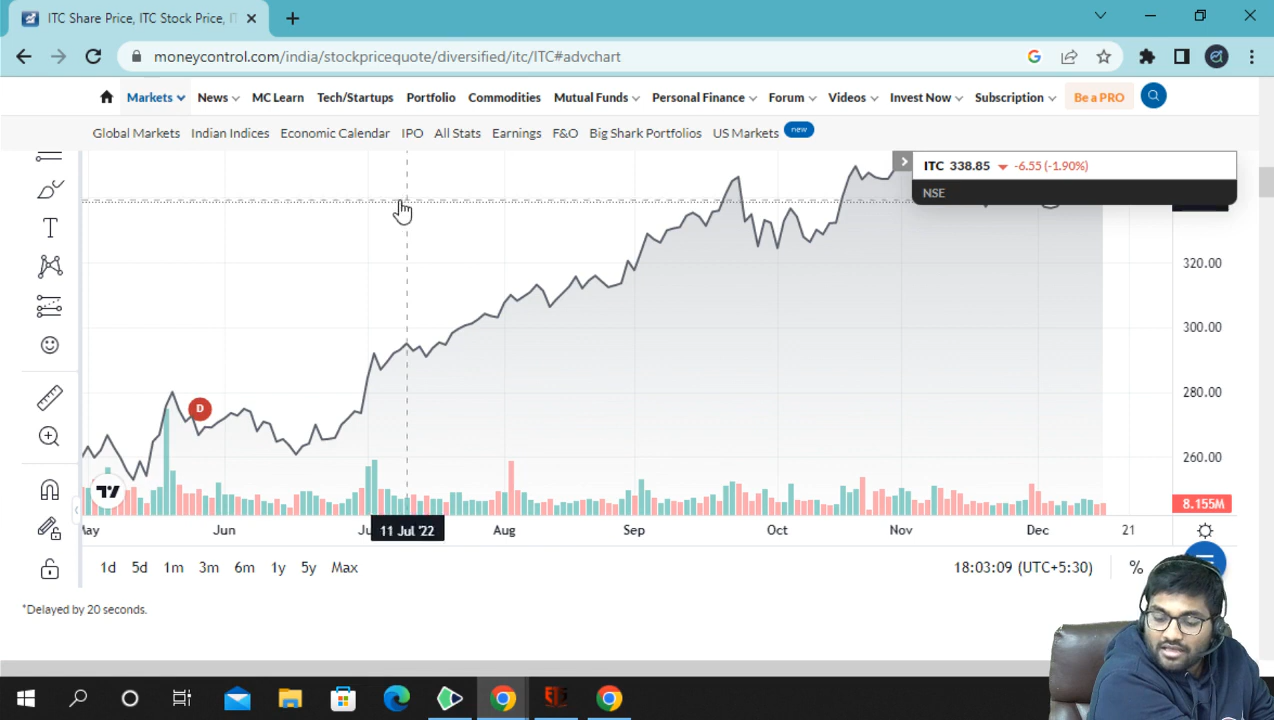 ITC Share Price, ITC Stock Price, IT
moneycontrol.com/india/stockpricequote/diversified/itc/ITC#advchart
Markets News MC Learn Tech/Startups Portfolio Commodities Mutual Funds Personal Finance Forum Videos Invest Now Subscription Be a PRO
Global Markets Indian Indices Economic Calendar IPO All Stats Earnings F&O Big Shark Portfolios US Markets new
ITC 338.85 -6.55 (-1.90%)
NSE
320.00
300.00
280.00
D
260.00
8.155M
May Jun 11 Jul '22 Aug Sep Oct Nov Dec 21
1d 5d 1m 3m 6m 1y 5y Max 18:03:09 (UTC+5:30) %
*Delayed by 20 seconds.